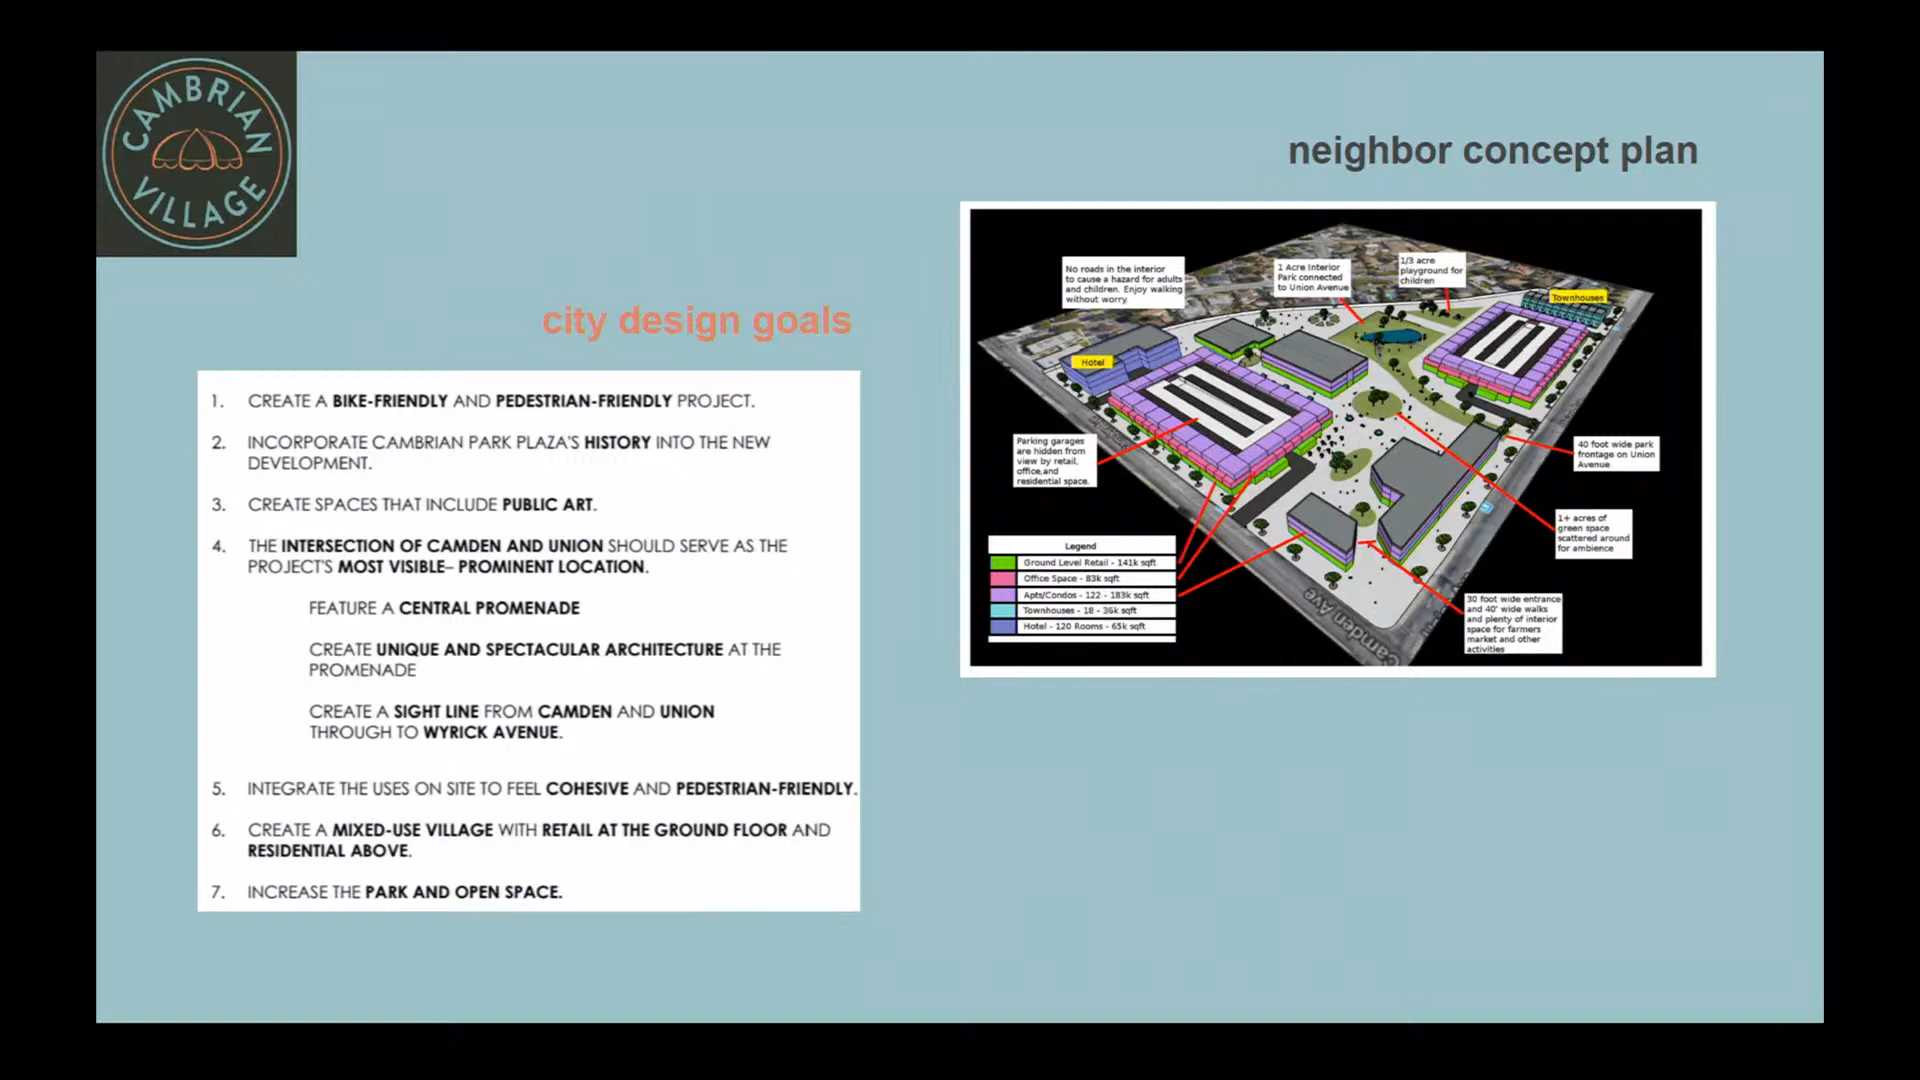 CAMBRIAN
VILLAGE
neighbor concept plan
city design goals
1. CREATE A BIKE-FRIENDLY AND PEDESTRIAN-FRIENDLY PROJECT.
2. INCORPORATE CAMBRIAN PARK PLAZA'S HISTORY INTO THE NEW
DEVELOPMENT.
3. CREATE SPACES THAT INCLUDE PUBLIC ART.
4. THE INTERSECTION OF CAMDEN AND UNION SHOULD SERVE AS THE
PROJECT'S MOST VISIBLE– PROMINENT LOCATION.
FEATURE A CENTRAL PROMENADE
CREATE UNIQUE AND SPECTACULAR ARCHITECTURE AT THE
PROMENADE
CREATE A SIGHT LINE FROM CAMDEN AND UNION
THROUGH TO WYRICK AVENUE.
5. INTEGRATE THE USES ON SITE TO FEEL COHESIVE AND PEDESTRIAN-FRIENDLY.
6. CREATE A MIXED-USE VILLAGE WITH RETAIL AT THE GROUND FLOOR AND
RESIDENTIAL ABOVE.
7. INCREASE THE PARK AND OPEN SPACE.
No roads in the interior
to cause a hazard for adults
and children. Enjoy walking
without worry.
1 Acre Interior
Park connected
to Union Avenue
1/3 acre
playground for
children
Townhouses
Hotel
Parking garages
are hidden from
view by retail,
office,and
residential space.
40 foot wide park
frontage on Union
Avenue
1+ acres of
green space
scattered around
for ambience
30 foot wide entrance
and 40' wide walks
and plenty of interior
space for farmers
market and other
activities
Legend
Ground Level Retail - 141k sqft
Office Space - 83k sqft
Apts/Condos - 122 - 183k sqft
Townhouses - 18 - 36k sqft
Hotel - 120 Rooms - 65k sqft
Camden Ave